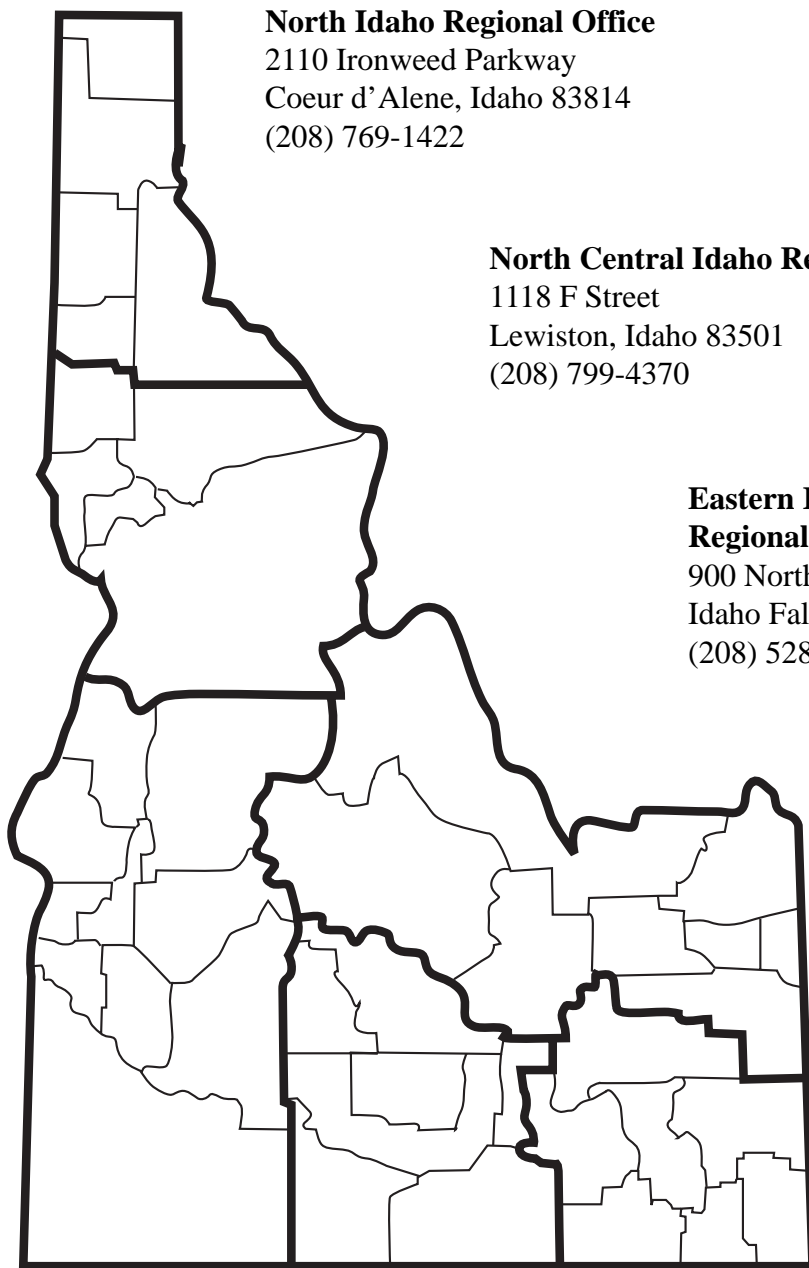 North Idaho Regional Office
2110 Ironweed Parkway
Coeur d’Alene, Idaho 83814
(208) 769-1422
North Central Idaho Re
1118 F Street
Lewiston, Idaho 83501
(208) 799-4370
Eastern
Regional
900 North
Idaho Fal
(208) 528